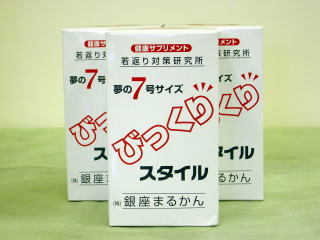 健康サプリメント
若返り対策研究所
夢の7号サイズ
びっくり
スタイル
(株)銀座まるかん